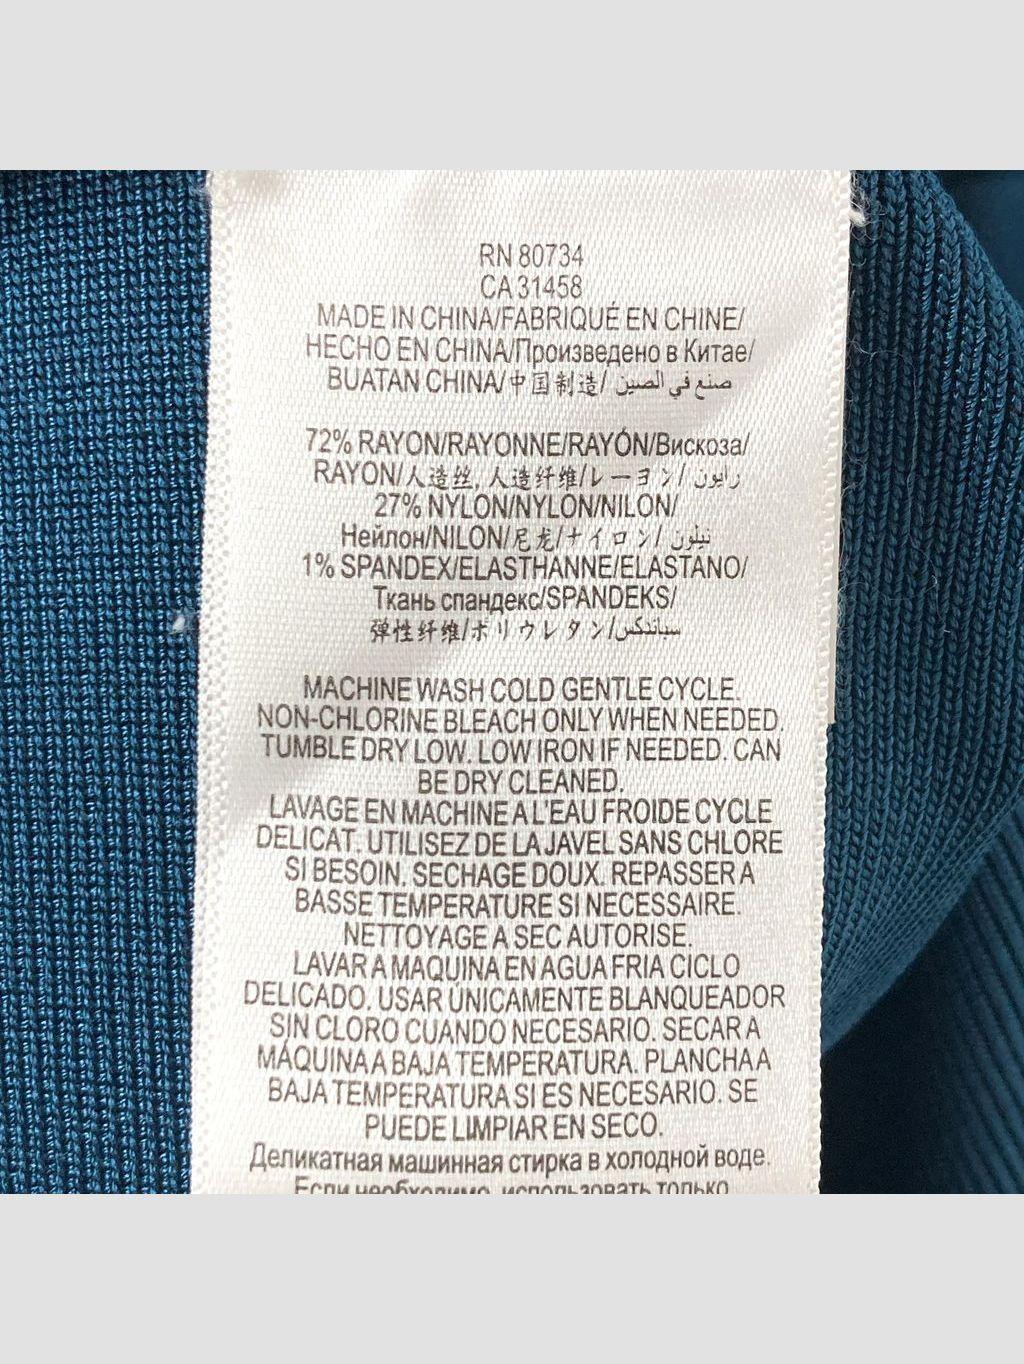 RN 80734
CA 31458
MADE IN CHINA/FABRIQUÉ EN CHINE/
HECHO EN CHINA/Произведено в Китае/
BUATAN CHINA/中国制造/ صنع في الصين
72% RAYON/RAYONNE/RAYÓN/Вискоза/
RAYON/人造丝, 人造纤维/レーヨン/ رايون
27% NYLON/NYLON/NILON/
Нейлон/NILON/尼龙/ナイロン/ نيلون
1% SPANDEX/ELASTHANNE/ELASTANO/
Ткань спандекс/SPANDEKS/
弹性纤维/ポリウレタン/سباندكس
MACHINE WASH COLD GENTLE CYCLE.
NON-CHLORINE BLEACH ONLY WHEN NEEDED.
TUMBLE DRY LOW. LOW IRON IF NEEDED. CAN
BE DRY CLEANED.
LAVAGE EN MACHINE A L'EAU FROIDE CYCLE
DELICAT. UTILISEZ DE LA JAVEL SANS CHLORE
SI BESOIN. SECHAGE DOUX. REPASSER A
BASSE TEMPERATURE SI NECESSAIRE.
NETTOYAGE A SEC AUTORISE.
LAVAR A MAQUINA EN AGUA FRIA CICLO
DELICADO. USAR ÚNICAMENTE BLANQUEADOR
SIN CLORO CUANDO NECESARIO. SECAR A
MÁQUINA A BAJA TEMPERATURA. PLANCHA A
BAJA TEMPERATURA SI ES NECESARIO. SE
PUEDE LIMPIAR EN SECO.
Деликатная машинная стирка в холодной воде.
Если необходимо, использовать только